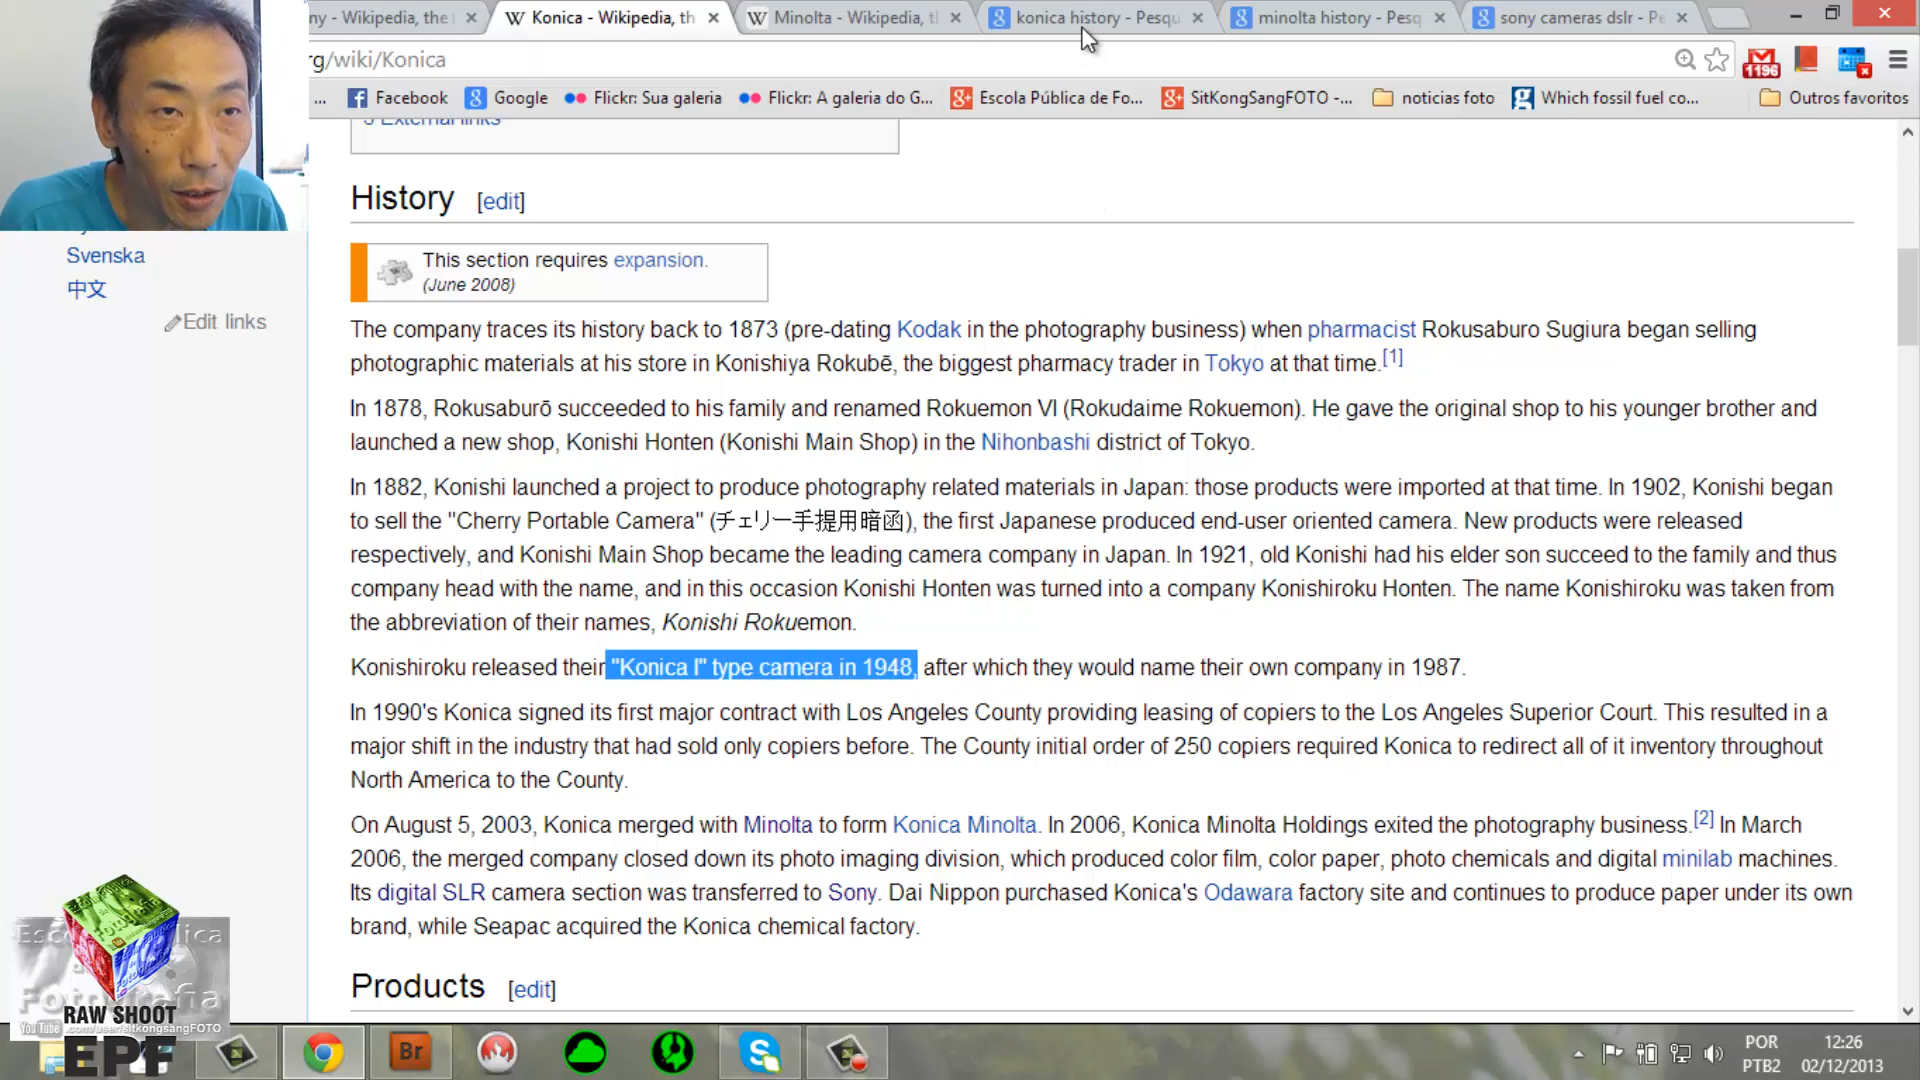 ny - Wikipedia, the
Konica - Wikipedia, th
Minolta - Wikipedia, t
konica history - Pesqu
minolta history - Pesq
sony cameras dslr - Pe
rg/wiki/Konica
1196
...
Facebook
Google
Flickr: Sua galeria
Flickr: A galeria do G...
Escola Pública de Fo...
SitKongSangFOTO -...
noticias foto
Which fossil fuel co...
Outros favoritos
3 External links
History [edit]
Svenska
中文
Edit links
This section requires expansion.
(June 2008)
The company traces its history back to 1873 (pre-dating Kodak in the photography business) when pharmacist Rokusaburo Sugiura began selling
photographic materials at his store in Konishiya Rokubē, the biggest pharmacy trader in Tokyo at that time.[1]
In 1878, Rokusaburō succeeded to his family and renamed Rokuemon VI (Rokudaime Rokuemon). He gave the original shop to his younger brother and
launched a new shop, Konishi Honten (Konishi Main Shop) in the Nihonbashi district of Tokyo.
In 1882, Konishi launched a project to produce photography related materials in Japan: those products were imported at that time. In 1902, Konishi began
to sell the "Cherry Portable Camera" (チェリー手提用暗函), the first Japanese produced end-user oriented camera. New products were released
respectively, and Konishi Main Shop became the leading camera company in Japan. In 1921, old Konishi had his elder son succeed to the family and thus
company head with the name, and in this occasion Konishi Honten was turned into a company Konishiroku Honten. The name Konishiroku was taken from
the abbreviation of their names, Konishi Rokuemon.
Konishiroku released their "Konica I" type camera in 1948, after which they would name their own company in 1987.
In 1990's Konica signed its first major contract with Los Angeles County providing leasing of copiers to the Los Angeles Superior Court. This resulted in a
major shift in the industry that had sold only copiers before. The County initial order of 250 copiers required Konica to redirect all of it inventory throughout
North America to the County.
On August 5, 2003, Konica merged with Minolta to form Konica Minolta. In 2006, Konica Minolta Holdings exited the photography business.[2] In March
2006, the merged company closed down its photo imaging division, which produced color film, color paper, photo chemicals and digital minilab machines.
Its digital SLR camera section was transferred to Sony. Dai Nippon purchased Konica's Odawara factory site and continues to produce paper under its own
brand, while Seapac acquired the Konica chemical factory.
Products [edit]
Fotografia
RAW SHOOT
You Tube .com/user/sitkongsangFOTO
EPF
Br
POR
PTB2
12:26
02/12/2013